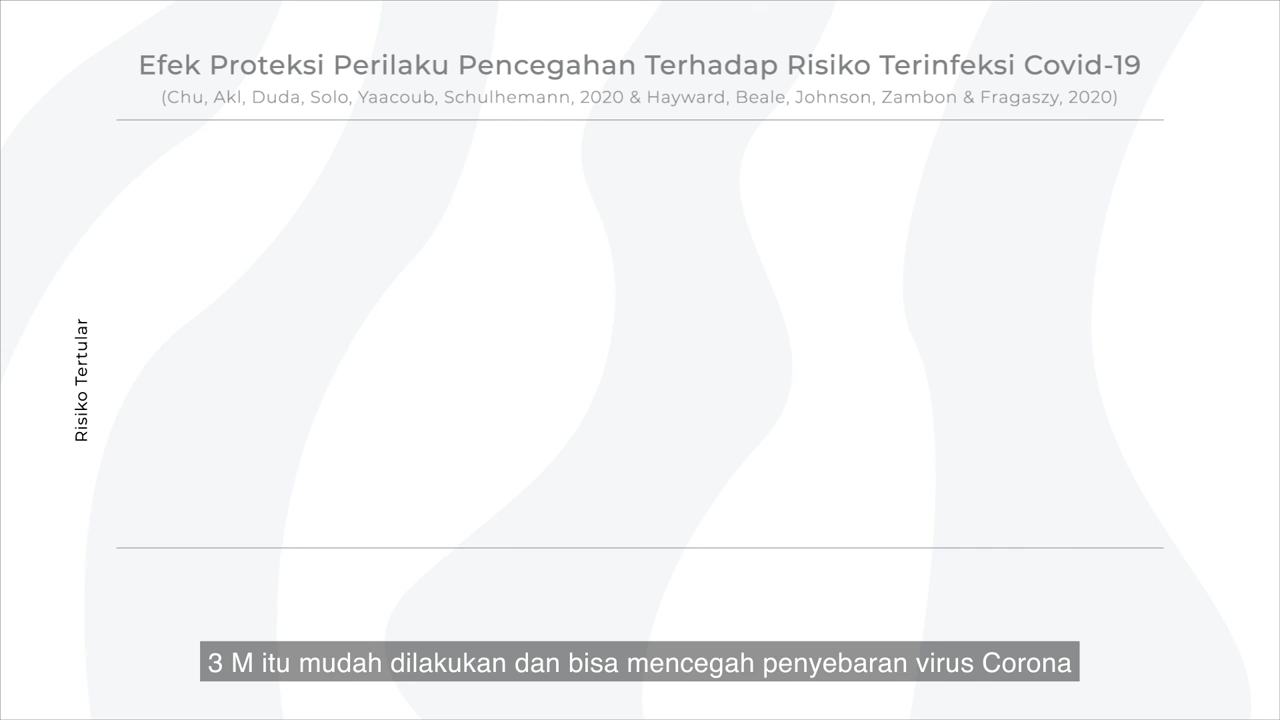 Efek Proteksi Perilaku Pencegahan Terhadap Risiko Terinfeksi Covid-19
(Chu, Akl, Duda, Solo, Yaacoub, Schulhemann, 2020 & Hayward, Beale, Johnson, Zambon & Fragaszy, 2020)
Risiko Tertular
3 M itu mudah dilakukan dan bisa mencegah penyebaran virus Corona